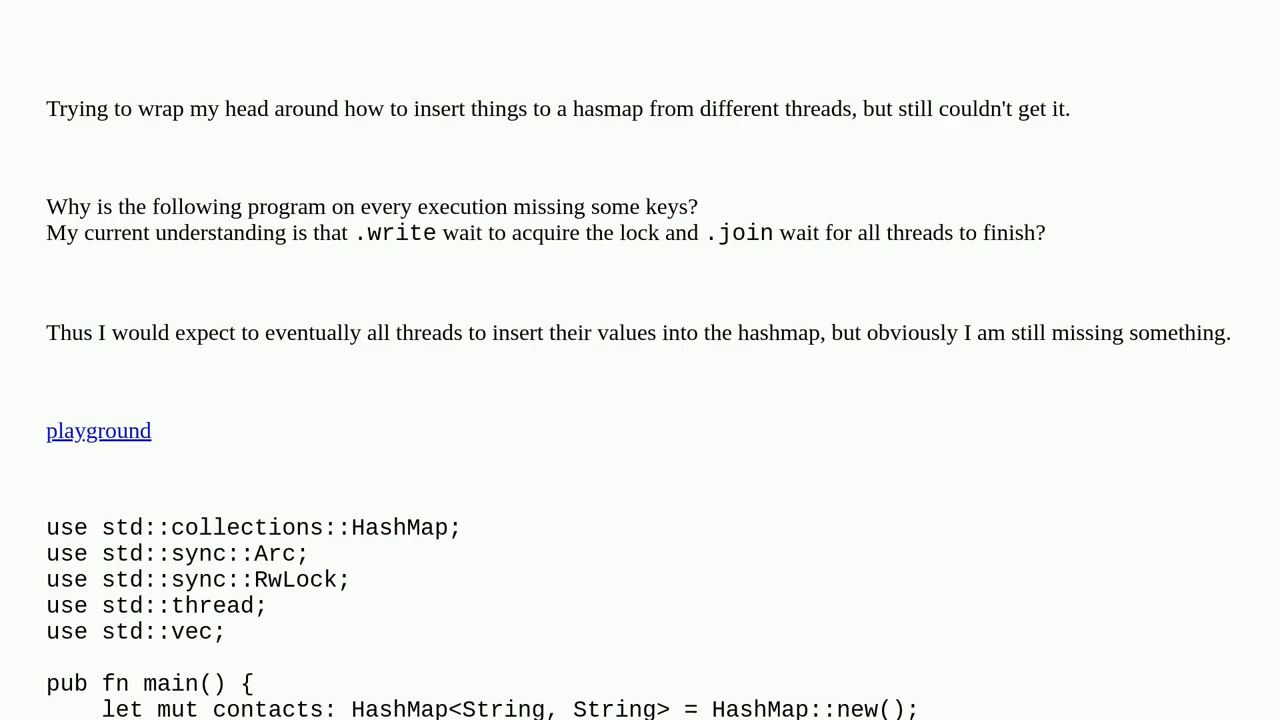 Trying to wrap my head around how to insert things to a hasmap from different threads, but still couldn't get it.
Why is the following program on every execution missing some keys?
My current understanding is that .write wait to acquire the lock and .join wait for all threads to finish?
Thus I would expect to eventually all threads to insert their values into the hashmap, but obviously I am still missing something.
playground
use std::collections::HashMap;
use std::sync::Arc;
use std::sync::RwLock;
use std::thread;
use std::vec;
pub fn main() {
    let mut contacts: HashMap<String, String> = HashMap::new();